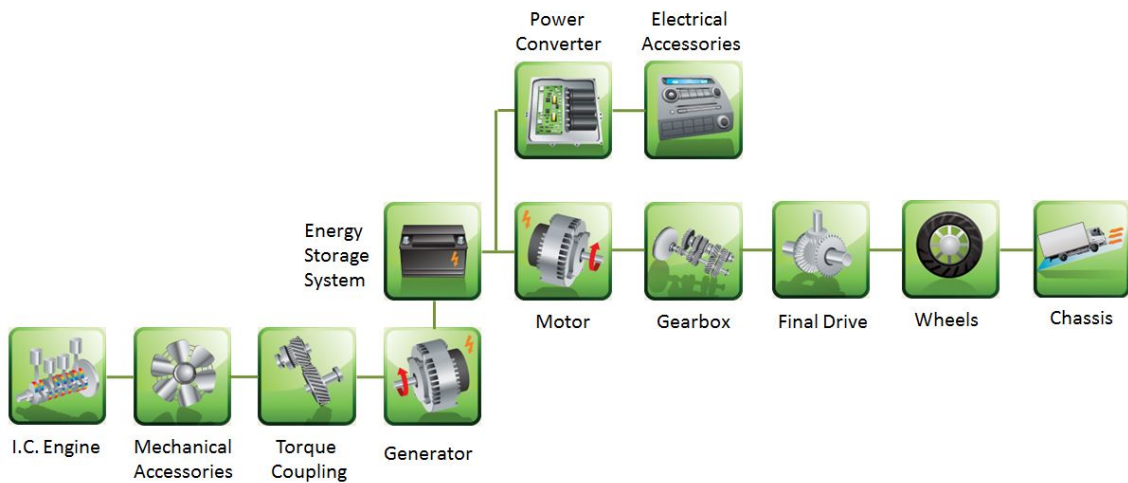 Power
Converter
Electrical
Accessories
Energy
Storage
System
Motor
Gearbox
Final Drive
Wheels
Chassis
I.C. Engine
Mechanical
Accessories
Torque
Coupling
Generator